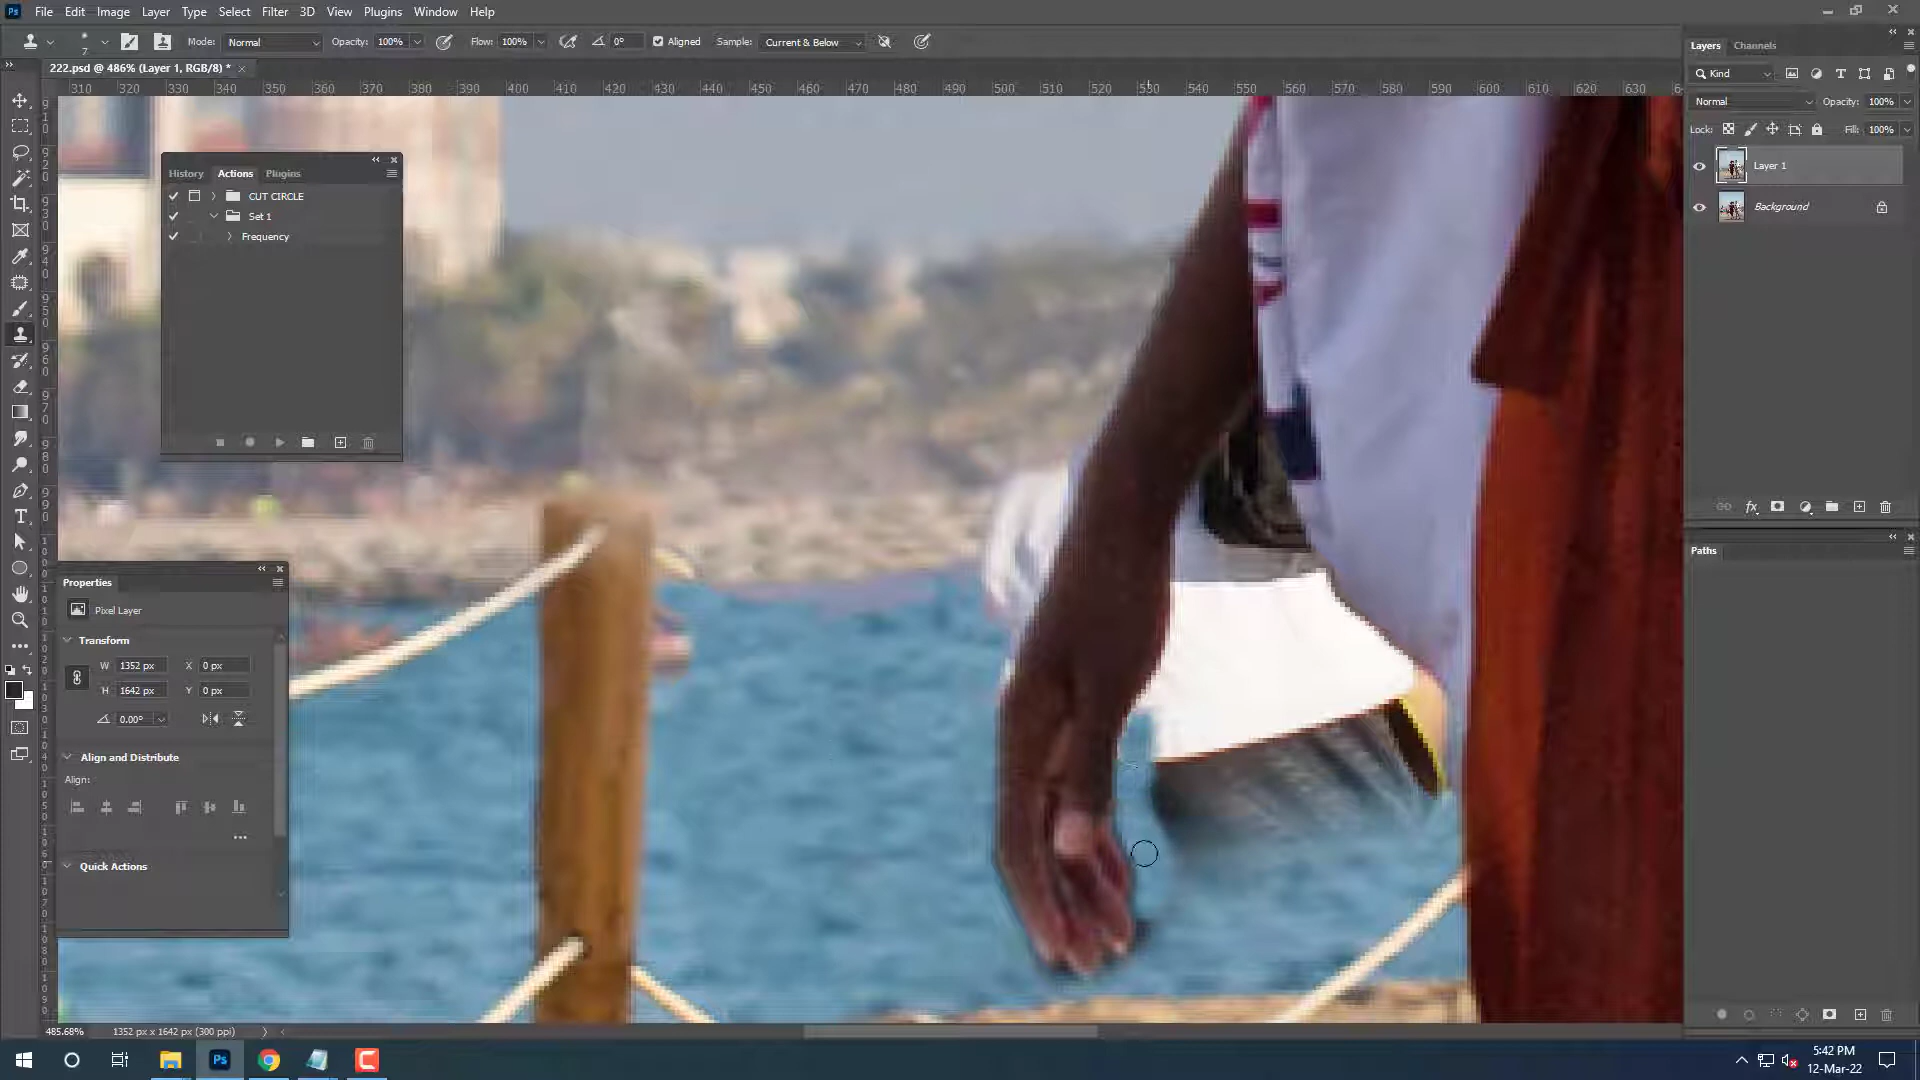 Ps File Edit Image Layer Type Select Filter 3D View Plugins Window Help
7 Mode: Normal Opacity: 100% Flow: 100% 0° Aligned Sample: Current & Below
222.psd @ 486% (Layer 1, RGB/8) *
310 320 330 340 350 360 370 380 390 400 410 420 430 440 450 460 470 480 490 500 510 520 530 540 550 560 570 580 590 600 610 620 630
History Actions Plugins
CUT CIRCLE
Set 1
Frequency
Properties
Pixel Layer
Transform
W 1352 px X 0 px
H 1642 px Y 0 px
0.00°
Align and Distribute
Align:
Quick Actions
Layers Channels
Kind
Normal Opacity: 100%
Lock: Fill: 100%
Layer 1
Background
Paths
485.68% 1352 px x 1642 px (300 ppi)
Ps
5:42 PM
12-Mar-22